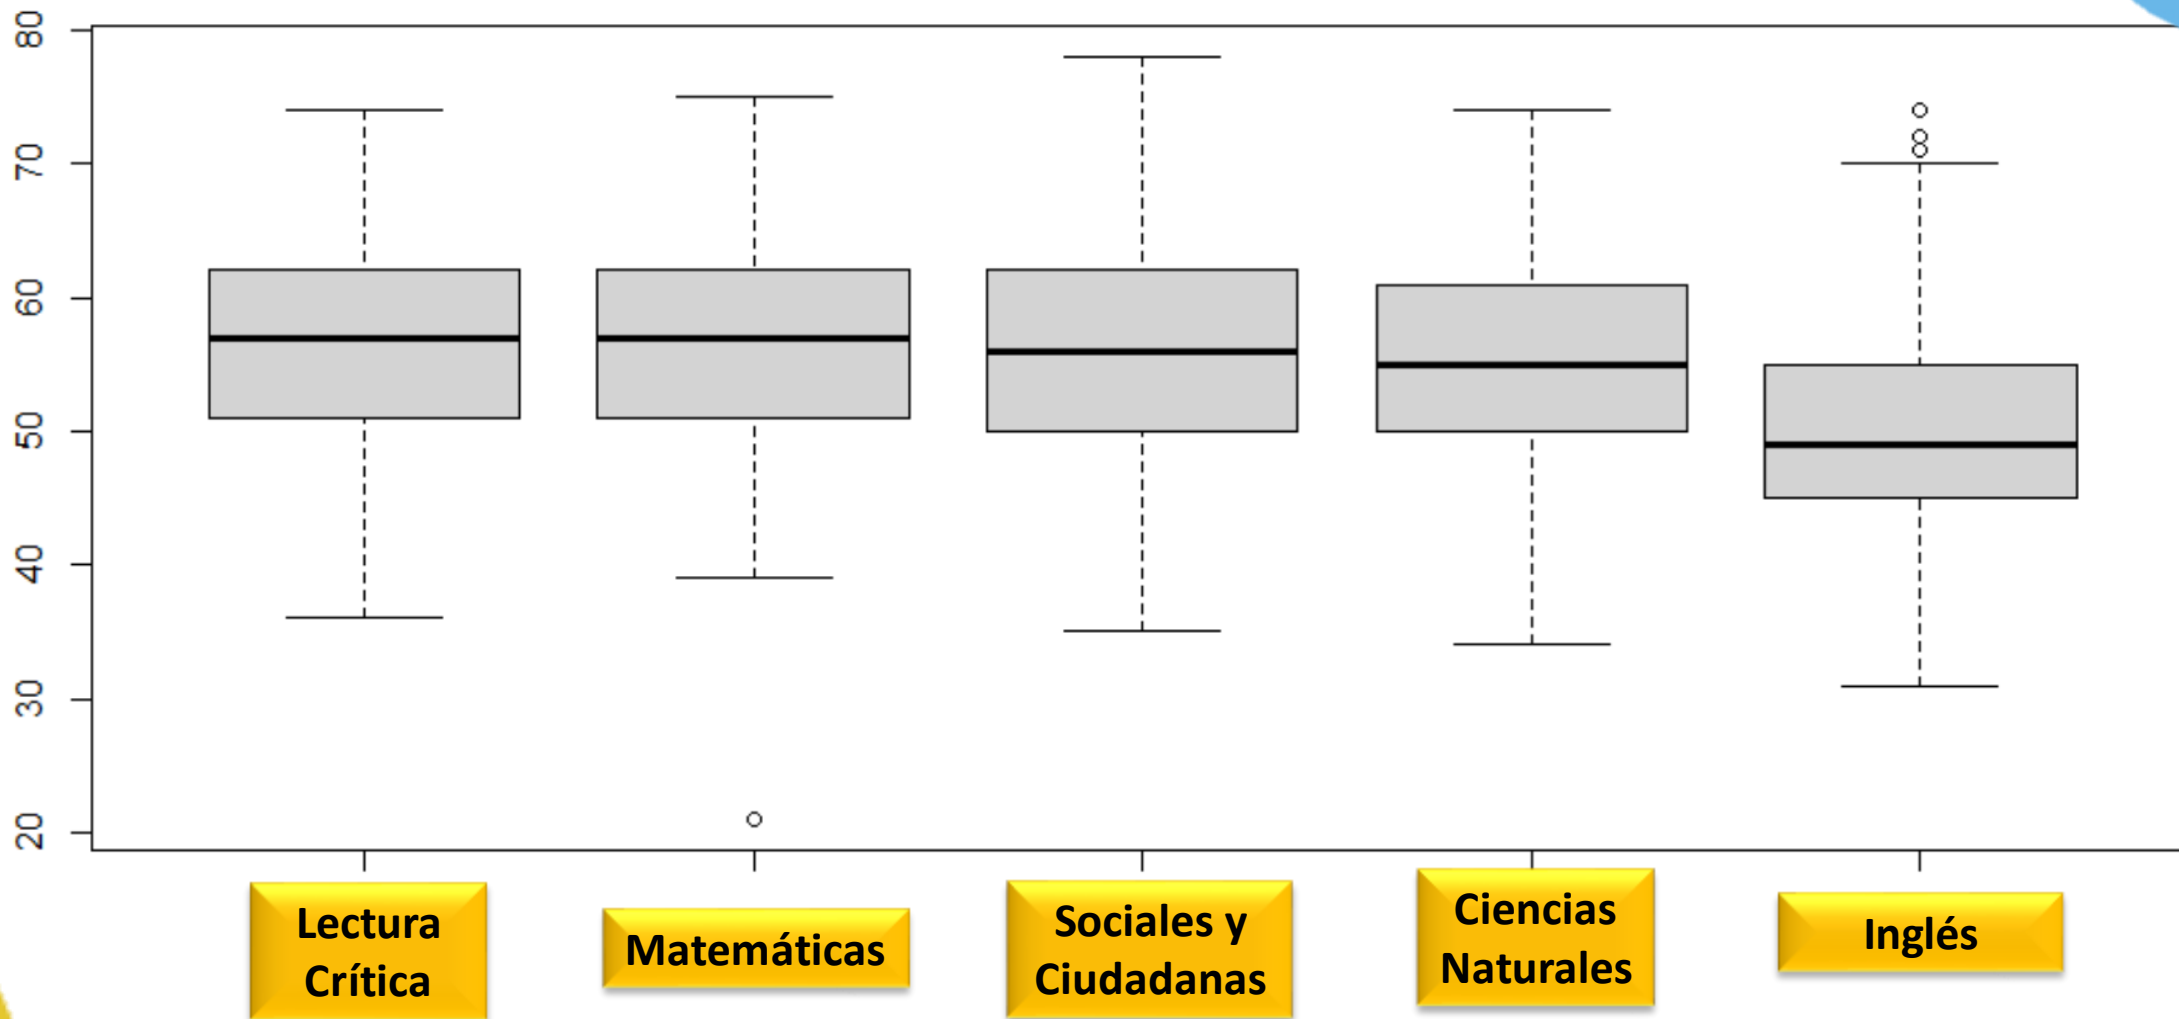 80
70
60
50
40
30
20
Lectura
Crítica
Matemáticas
Sociales y
Ciudadanas
Ciencias
Naturales
Inglés